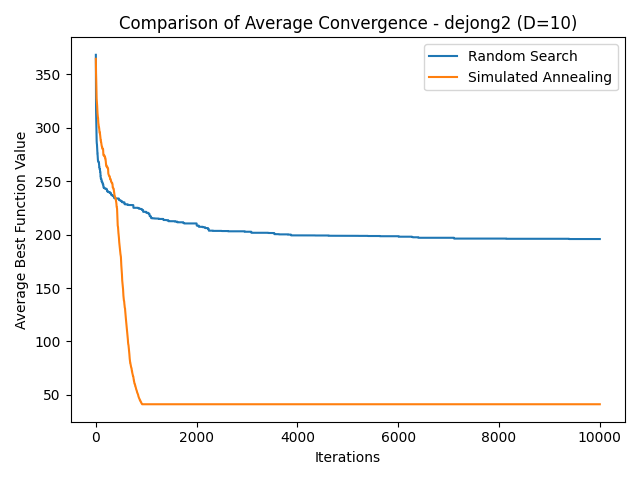 Comparison of Average Convergence - dejong2 (D=10)
Random Search
Simulated Annealing
Average Best Function Value
350
300
250
200
150
100
50
0
2000
4000
6000
8000
10000
Iterations